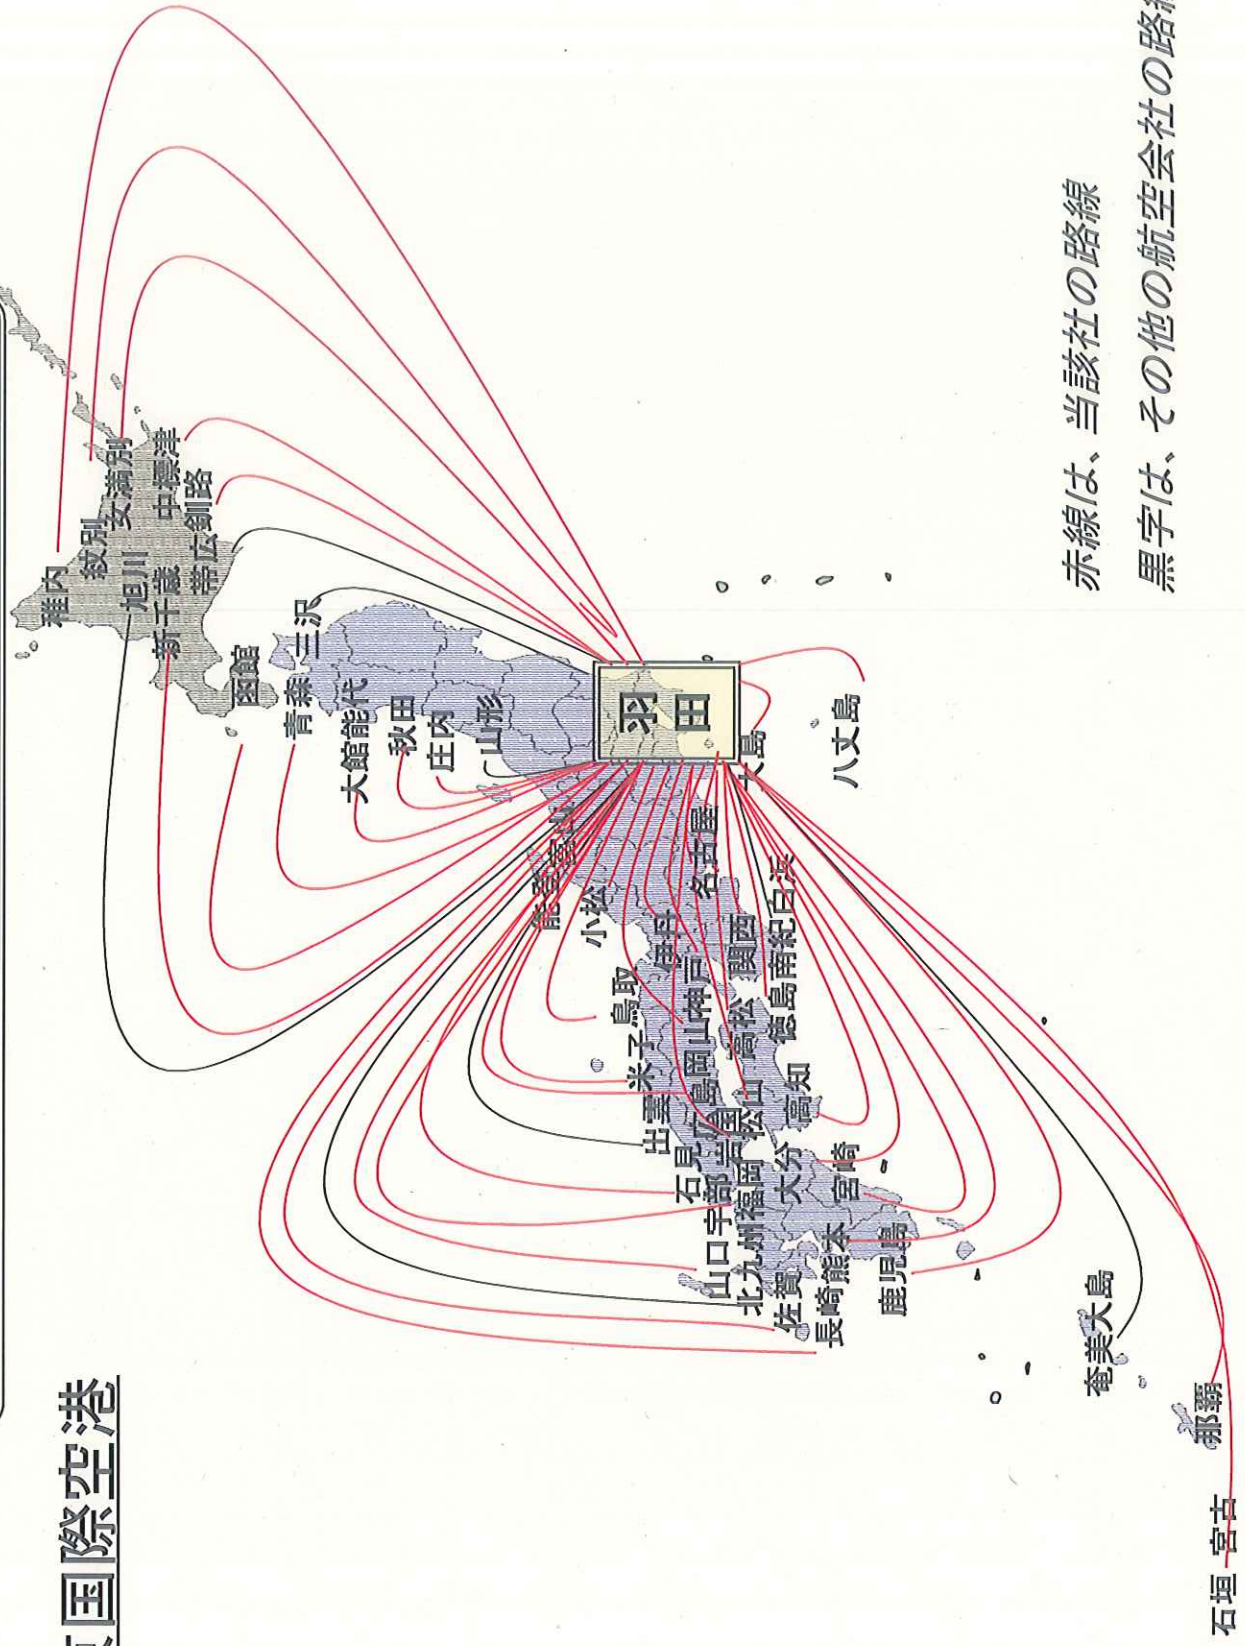 国際空港
稚内
紋別
女満別
旭川
中標津
新千歳
釧路
帯広
函館
三沢
青森
大館能代
秋田
庄内
山形
羽田
大島
八丈島
能登
富山
小松
名古屋
伊丹
神戸
関西
南紀白浜
鳥取
米子
岡山
高松
徳島
出雲
広島
松山
高知
石見
岩国
山口宇部
福岡
大分
宮崎
北九州
佐賀
長崎
熊本
鹿児島
奄美大島
那覇
宮古
石垣
赤線は、当該社の路線
黒字は、その他の航空会社の路線